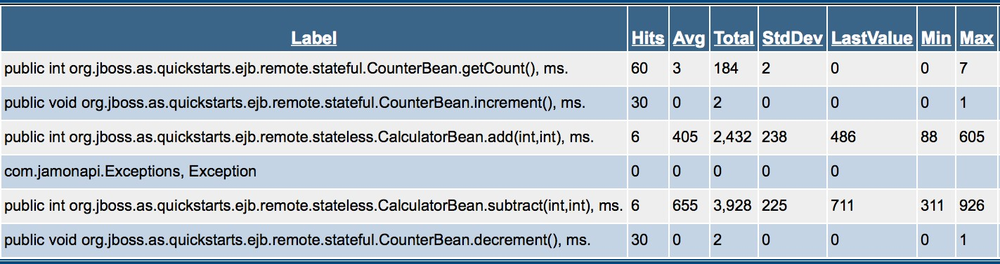 Label Hits Avg Total StdDev LastValue Min Max
public int org.jboss.as.quickstarts.ejb.remote.stateful.CounterBean.getCount(), ms. 60 3 184 2 0 0 7
public void org.jboss.as.quickstarts.ejb.remote.stateful.CounterBean.increment(), ms. 30 0 2 0 0 0 1
public int org.jboss.as.quickstarts.ejb.remote.stateless.CalculatorBean.add(int,int), ms. 6 405 2,432 238 486 88 605
com.jamonapi.Exceptions, Exception 0 0 0 0 0
public int org.jboss.as.quickstarts.ejb.remote.stateless.CalculatorBean.subtract(int,int), ms. 6 655 3,928 225 711 311 926
public void org.jboss.as.quickstarts.ejb.remote.stateful.CounterBean.decrement(), ms. 30 0 2 0 0 0 1